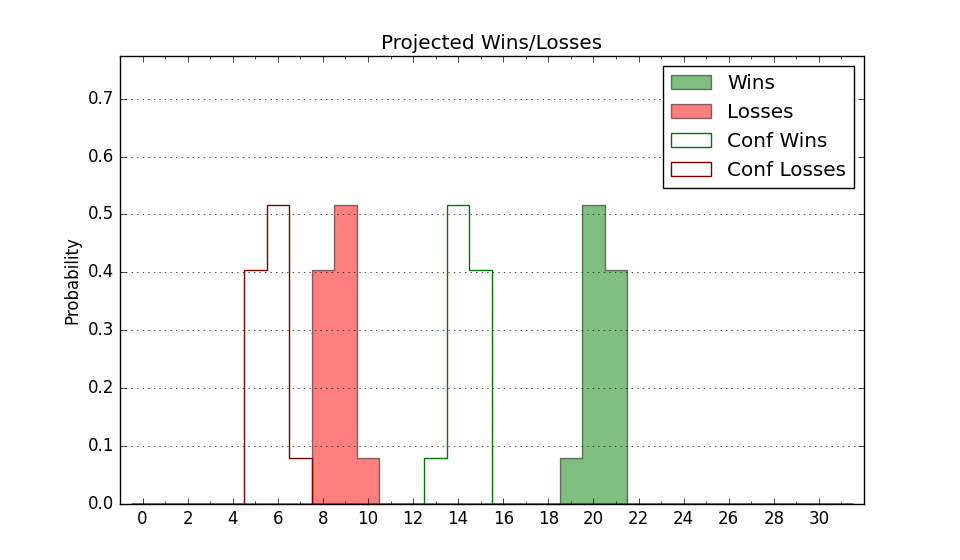 Projected Wins/Losses
Wins
Losses
Conf Wins
Conf Losses
Probability
0.7
0.6
0.5
0.4
0.3
0.2
0.1
0.0
0 2 4 6 8 10 12 14 16 18 20 22 24 26 28 30